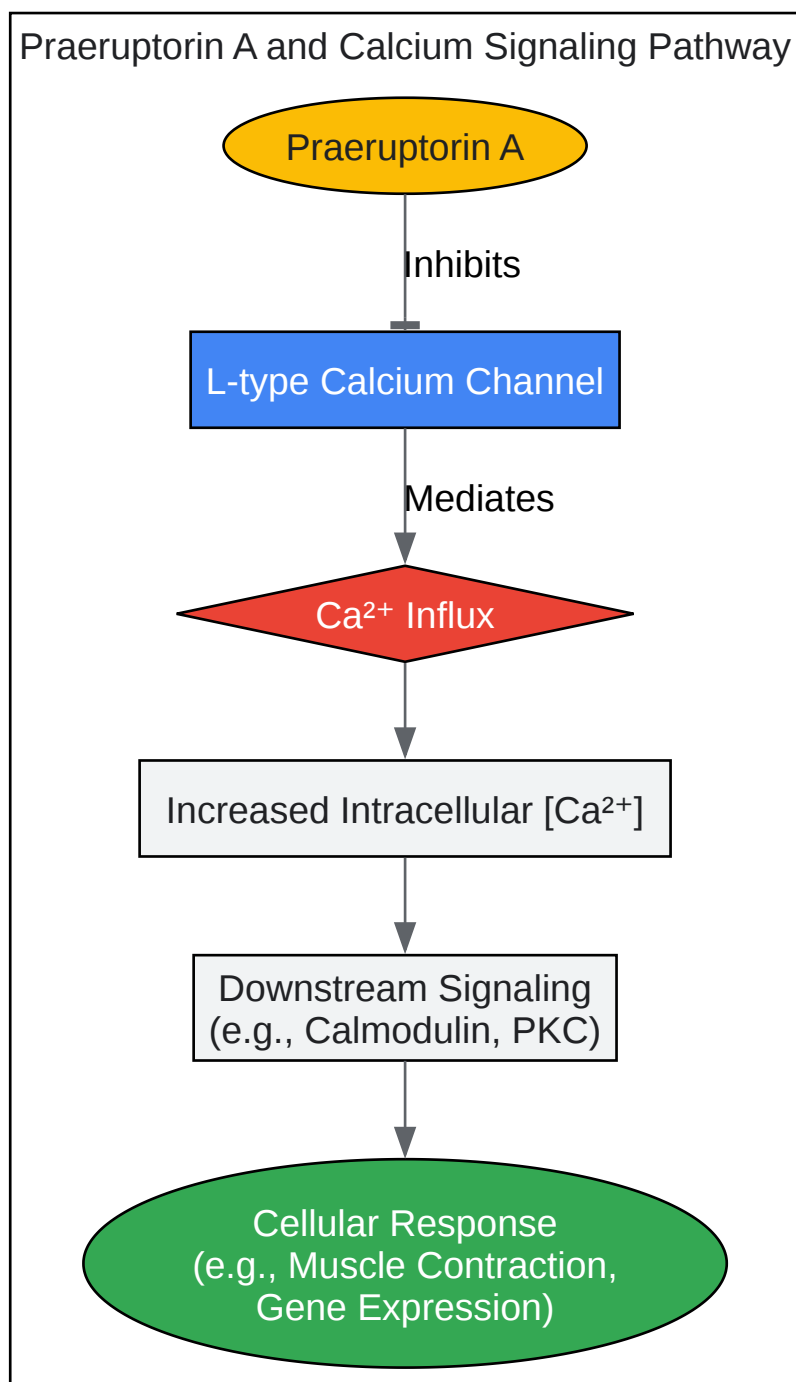 Praeruptorin A and Calcium Signaling Pathway
Praeruptorin A
Inhibits
L-type Calcium Channel
Mediates
Ca²⁺ Influx
Increased Intracellular [Ca²⁺]
Downstream Signaling
(e.g., Calmodulin, PKC)
Cellular Response
(e.g., Muscle Contraction,
Gene Expression)